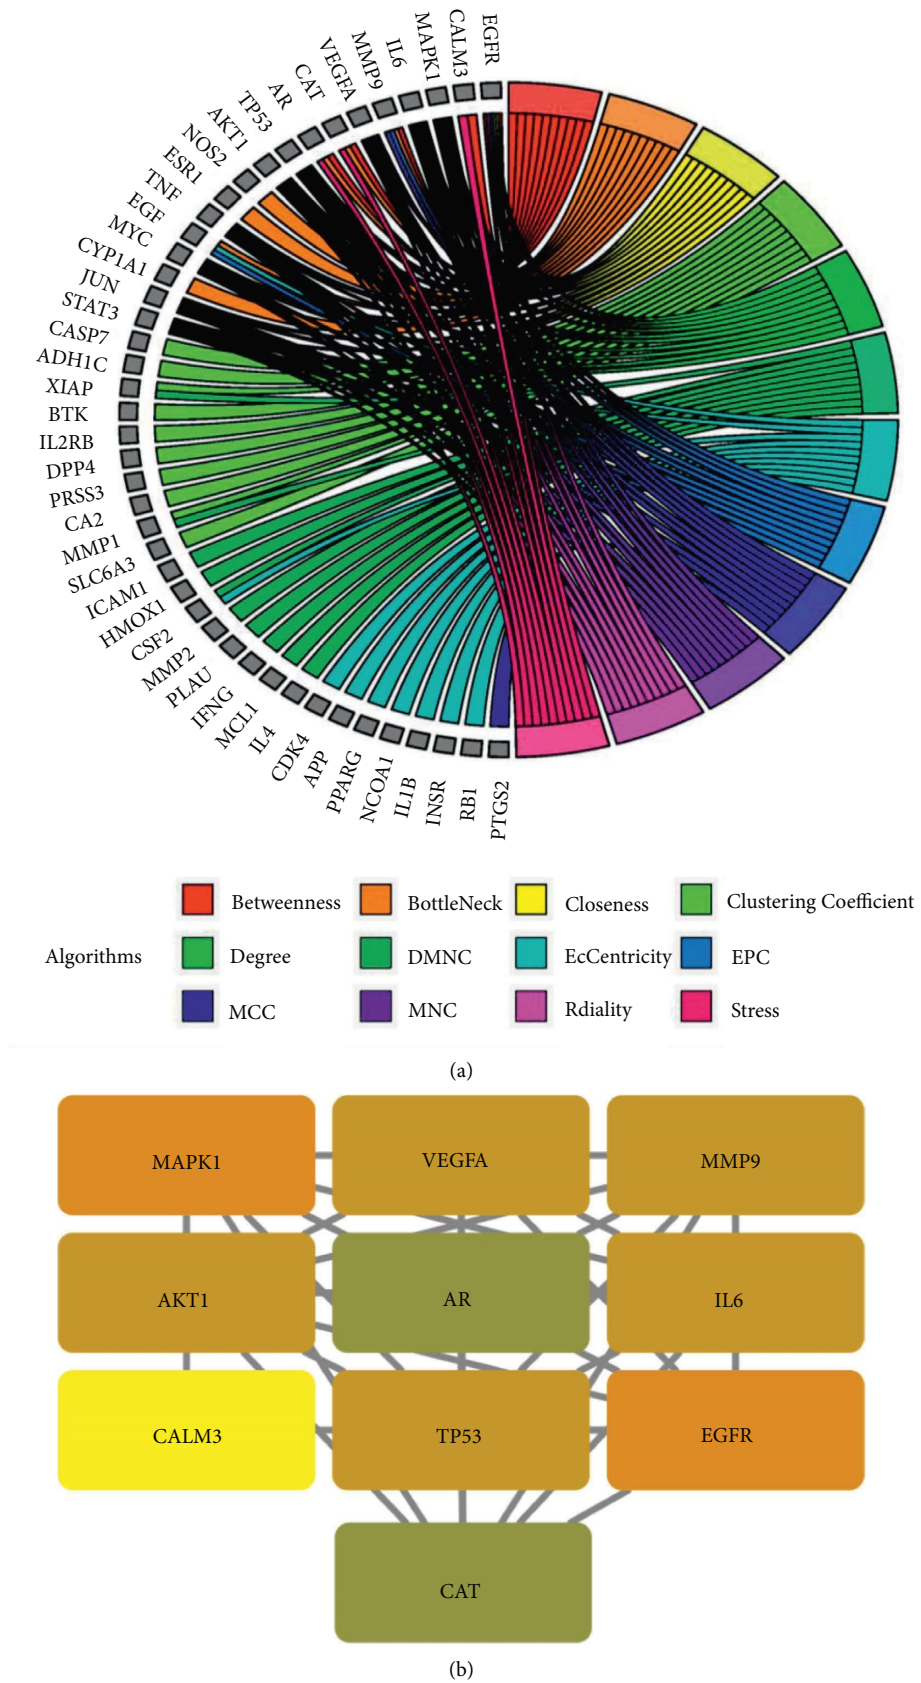 EGFR
CALM3
MAPK1
IL6
MMP9
VEGFA
CAT
AR
TP53
AKT1
NOS2
ESR1
TNF
EGF
MYC
CYP1A1
JUN
STAT3
CASP7
ADH1C
XIAP
BTK
IL2RB
DPP4
PRSS3
CA2
MMP1
SLC6A3
ICAM1
HMOX1
CSF2
MMP2
PLAU
IFNG
MCL1
IL4
CDK4
APP
PPARG
NCOA1
IL1B
INSR
RB1
PTGS2
Betweenness BottleNeck Closeness Clustering Coefficient
Algorithms Degree DMNC EcCentricity EPC
MCC MNC Rdiality Stress
(a)
MAPK1 VEGFA MMP9
AKT1 AR IL6
CALM3 TP53 EGFR
CAT
(b)